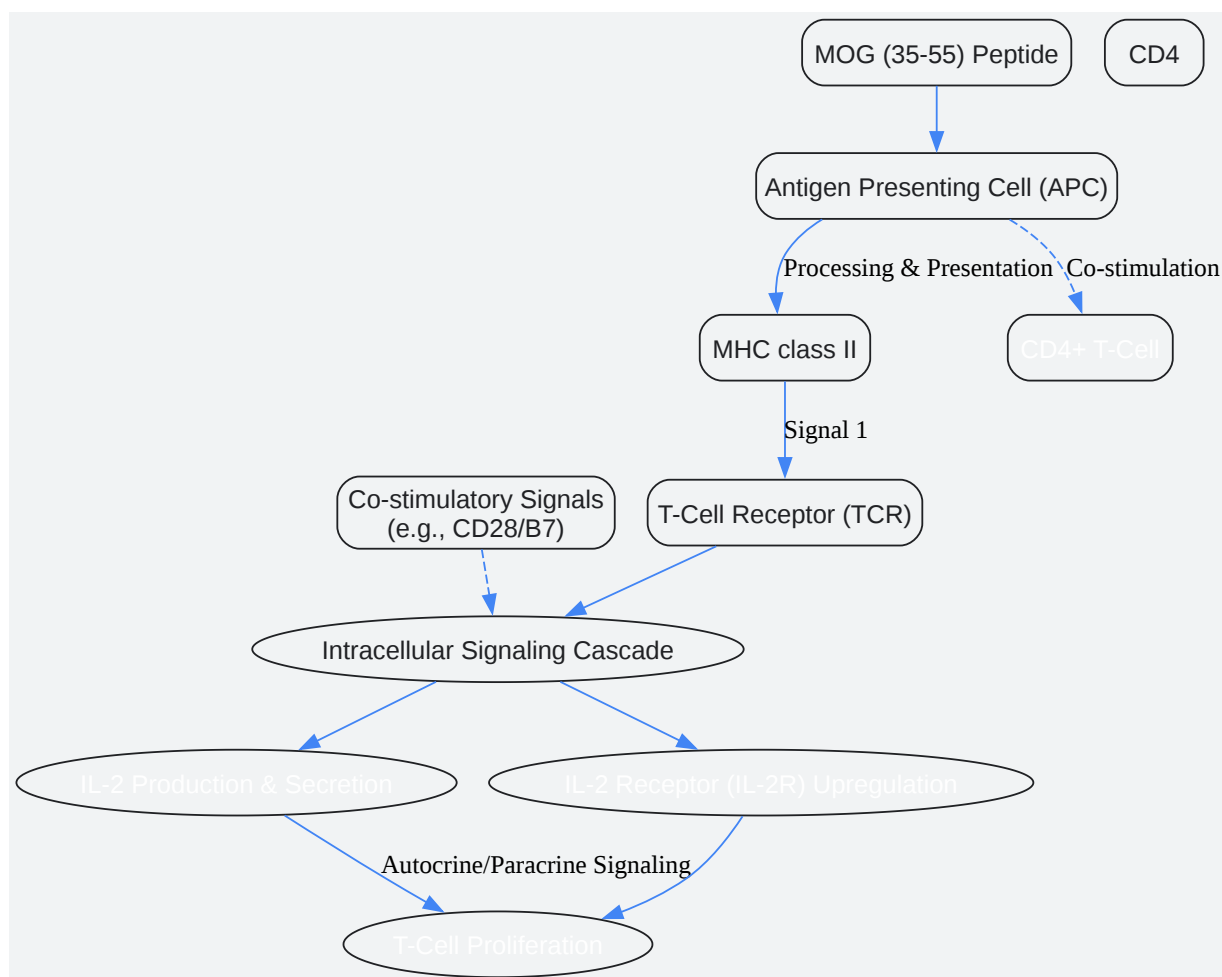 MOG (35-55) Peptide
CD4
Antigen Presenting Cell (APC)
Processing & Presentation
Co-stimulation
MHC class II
CD4+ T-Cell
Signal 1
Co-stimulatory Signals
(e.g., CD28/B7)
T-Cell Receptor (TCR)
Intracellular Signaling Cascade
IL-2 Production & Secretion
IL-2 Receptor (IL-2R) Upregulation
Autocrine/Paracrine Signaling
T-Cell Proliferation